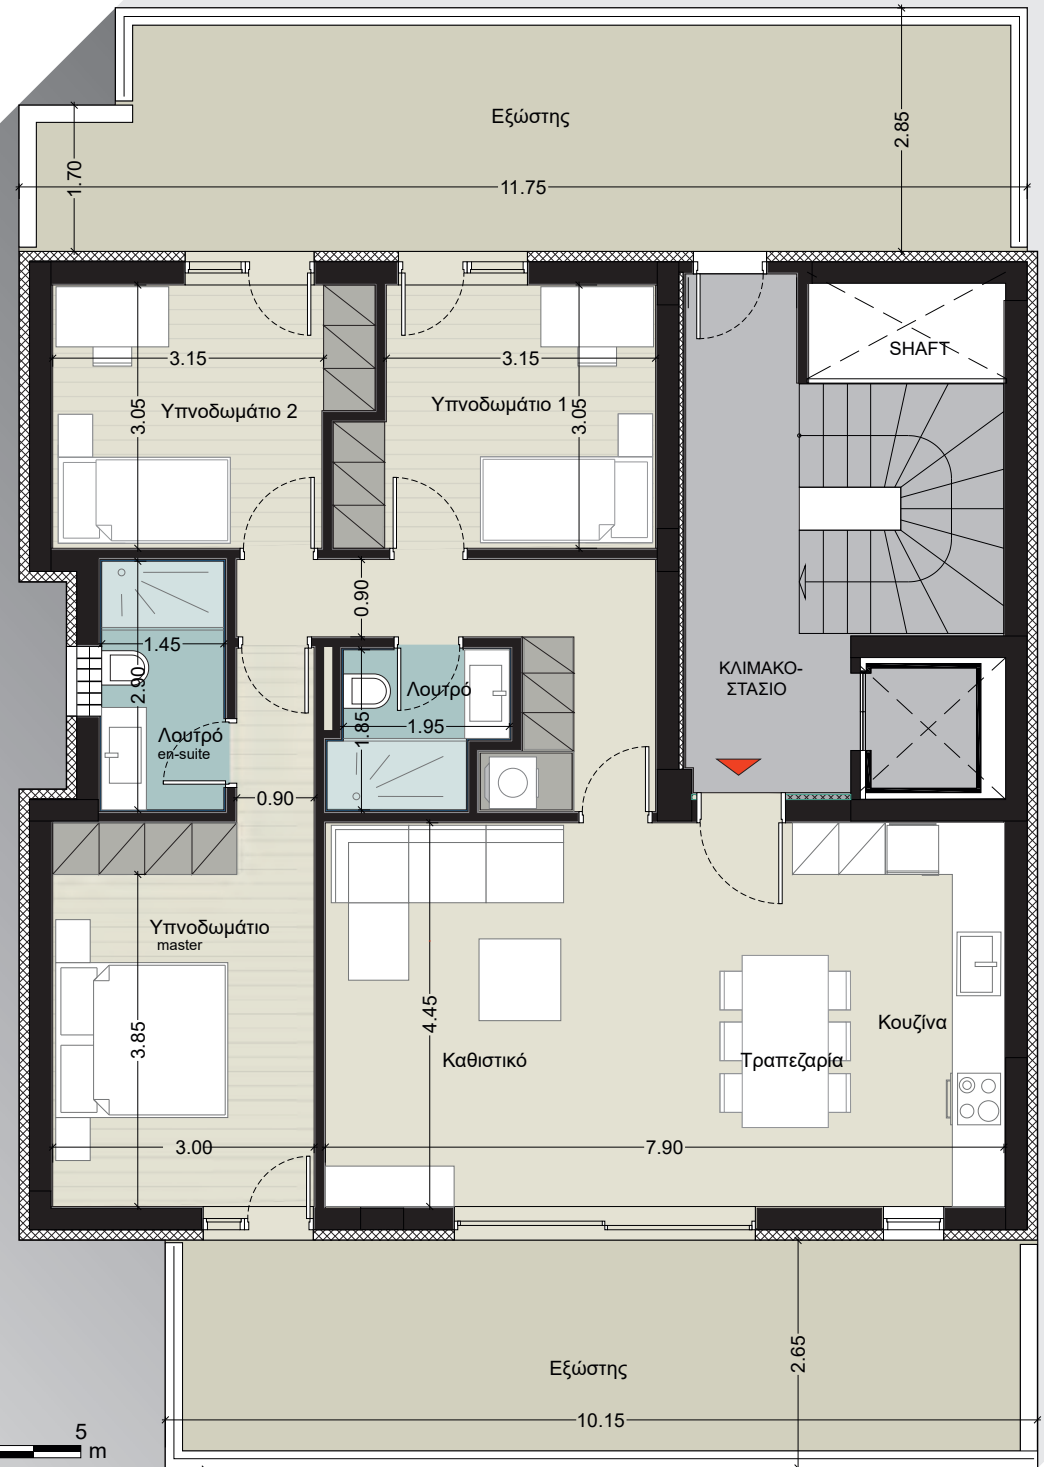 Εξώστης
2.85
1.70
11.75
SHAFT
3.15
3.15
Υπνοδωμάτιο 2
3.05
Υπνοδωμάτιο 1
3.05
0.90
1.45
2.90
Λουτρό
en-suite
Λουτρό
1.85
1.95
ΚΛΙΜΑΚΟ-
ΣΤΑΣΙΟ
0.90
Υπνοδωμάτιο
master
3.85
4.45
Κουζίνα
Καθιστικό
Τραπεζαρία
3.00
7.90
Εξώστης
2.65
10.15
5
m